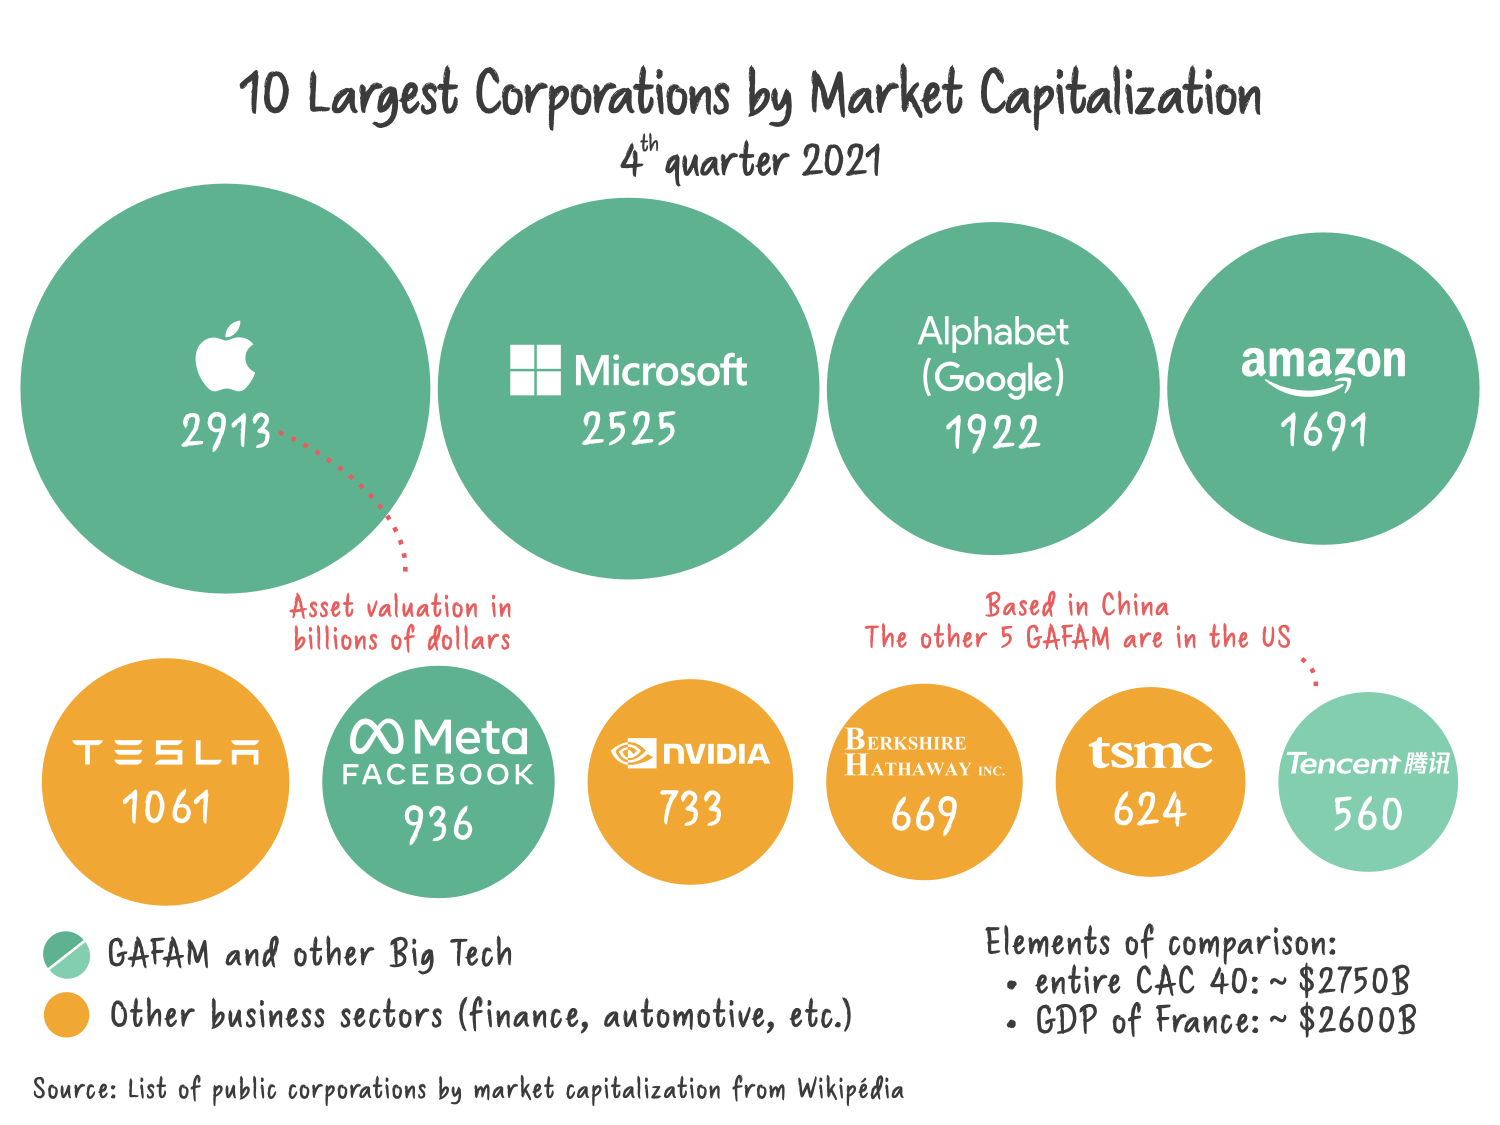 10 Largest Corporations by Market Capitalization
4th quarter 2021
2913
Microsoft
2525
Alphabet
(Google)
1922
amazon
1691
Asset valuation in
billions of dollars
Based in China
The other 5 GAFAM are in the US
TESLA
1061
Meta
FACEBOOK
936
NVIDIA
733
BERKSHIRE
HATHAWAY INC.
669
tsmc
624
Tencent 腾讯
560
GAFAM and other Big Tech
Other business sectors (finance, automotive, etc.)
Elements of comparison:
• entire CAC 40: ~ $2750B
• GDP of France: ~ $2600B
Source: List of public corporations by market capitalization from Wikipédia